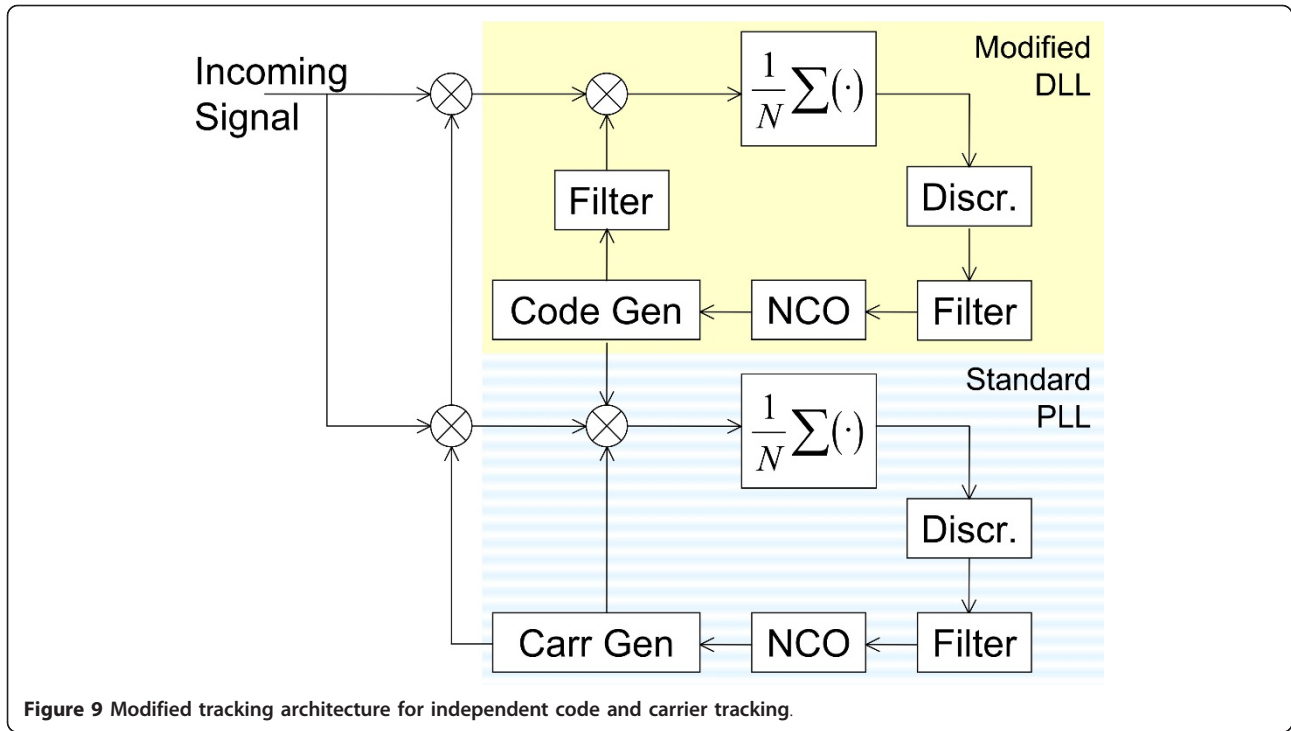 Incoming
Signal
Modified
DLL
1
N
∑(·)
Filter
Discr.
Code Gen
NCO
Filter
Standard
PLL
1
N
∑(·)
Discr.
Carr Gen
NCO
Filter
Figure 9 Modified tracking architecture for independent code and carrier tracking.